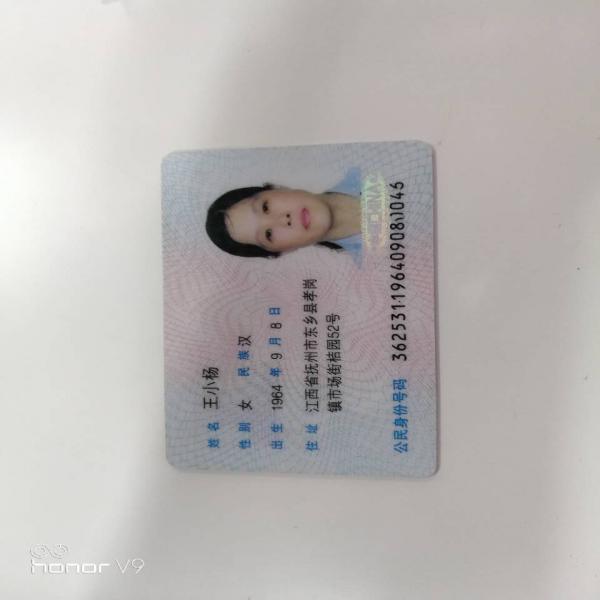 姓名 王小杨
性别 女 民族 汉
出生 1964 年 9 月 8 日
住址 江西省抚州市东乡县孝岗
镇市场街桔园52号
公民身份号码 362531196409080046
honor V9